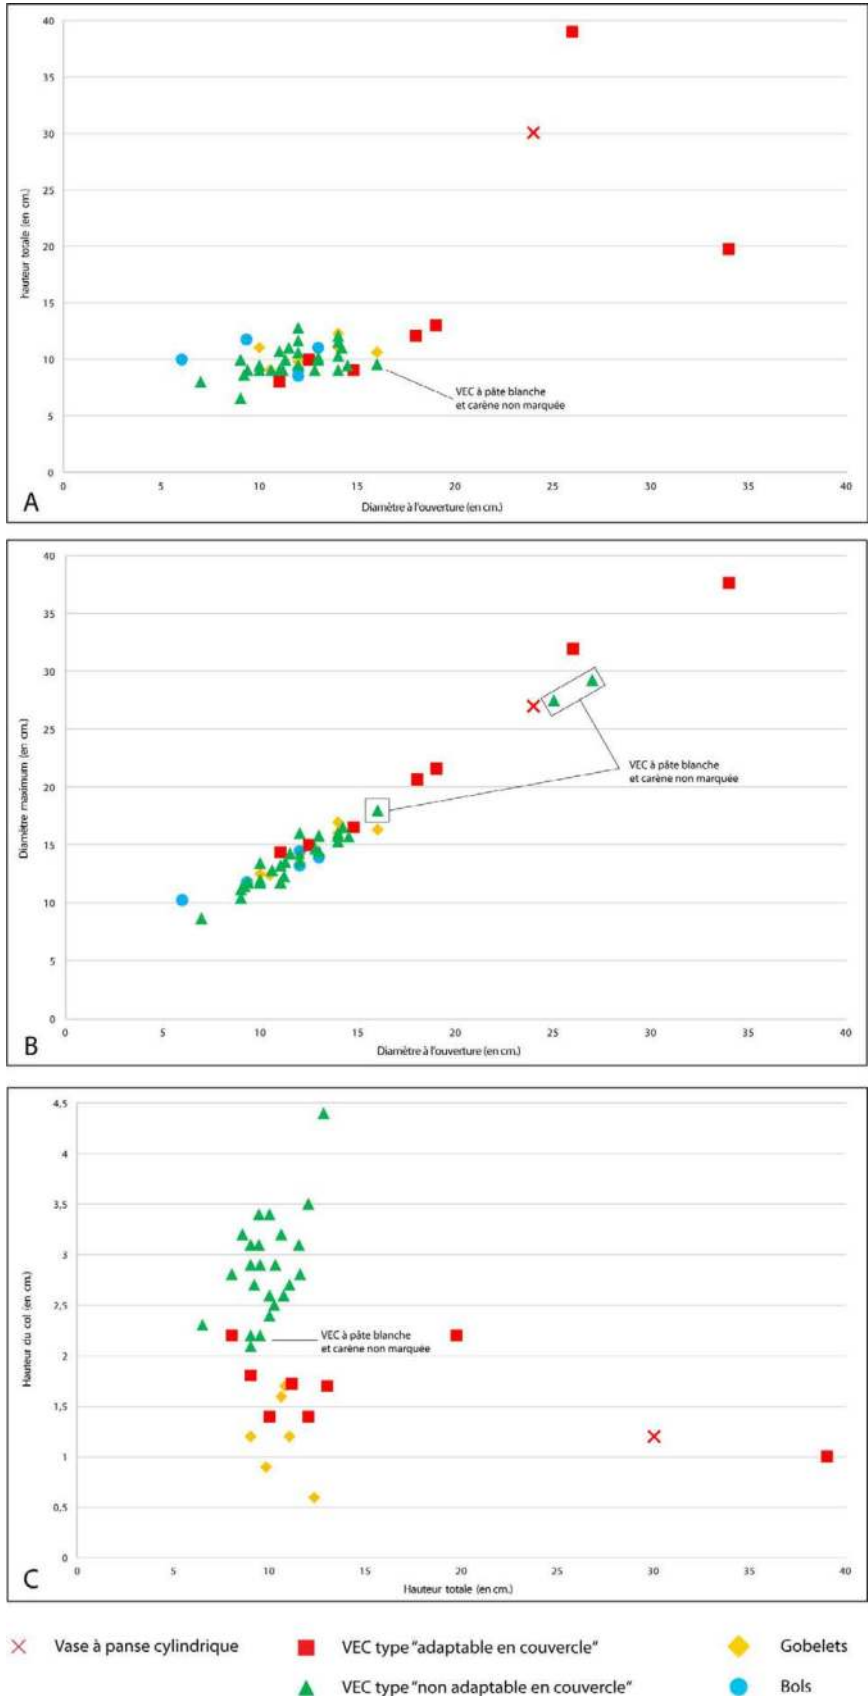 40
35
30
25
20
15
10
5
0
hauteur totale (en cm.)
VEC à pâte blanche
et carène non marquée
0 5 10 15 20 25 30 35 40
A
Diamètre à l'ouverture (en cm.)
40
35
30
25
20
15
10
5
0
Diamètre maximum (en cm.)
VEC à pâte blanche
et carène non marquée
0 5 10 15 20 25 30 35 40
B
Diamètre à l'ouverture (en cm.)
4,5
4
3,5
3
2,5
2
1,5
1
0,5
0
Hauteur du col (en cm.)
VEC à pâte blanche
et carène non marquée
0 5 10 15 20 25 30 35 40
C
Hauteur totale (en cm.)
Vase à panse cylindrique VEC type "adaptable en couvercle" Gobelets
VEC type "non adaptable en couvercle" Bols